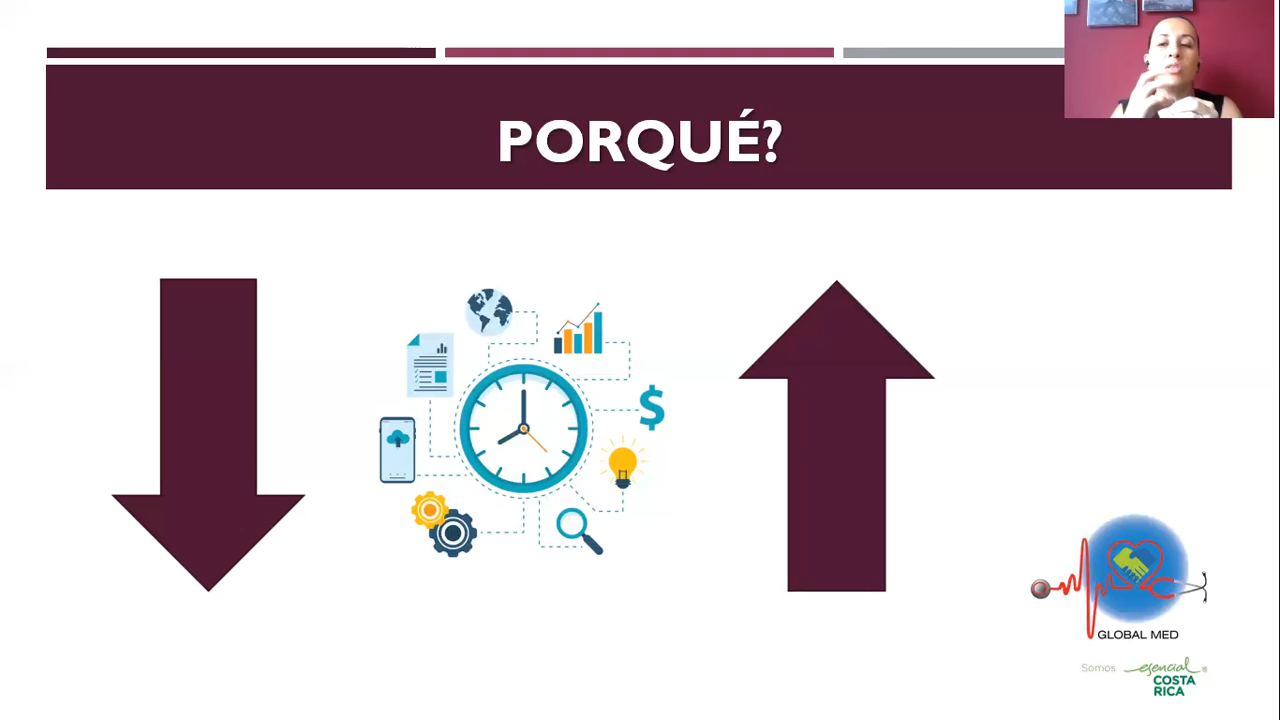 PORQUÉ?
$
GLOBAL MED
Somos esencial ®
COSTA
RICA